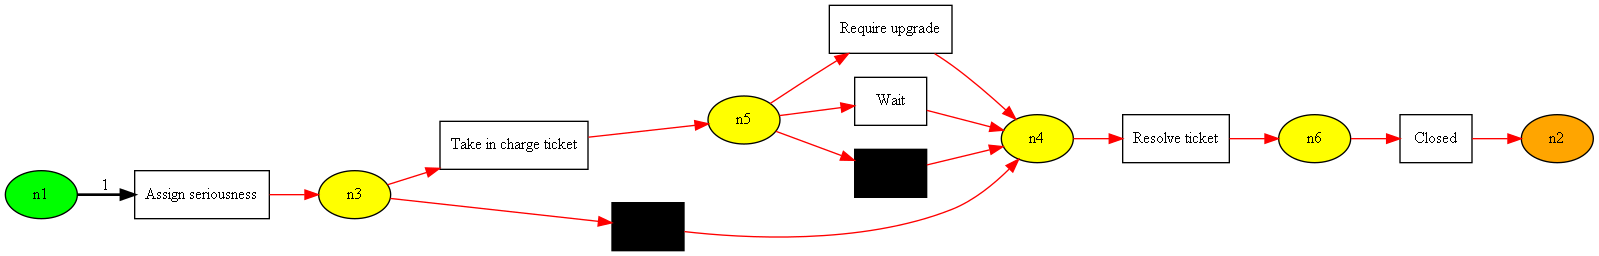 n1
1
Assign seriousness
n3
Take in charge ticket
n5
Require upgrade
Wait
n4
Resolve ticket
n6
Closed
n2